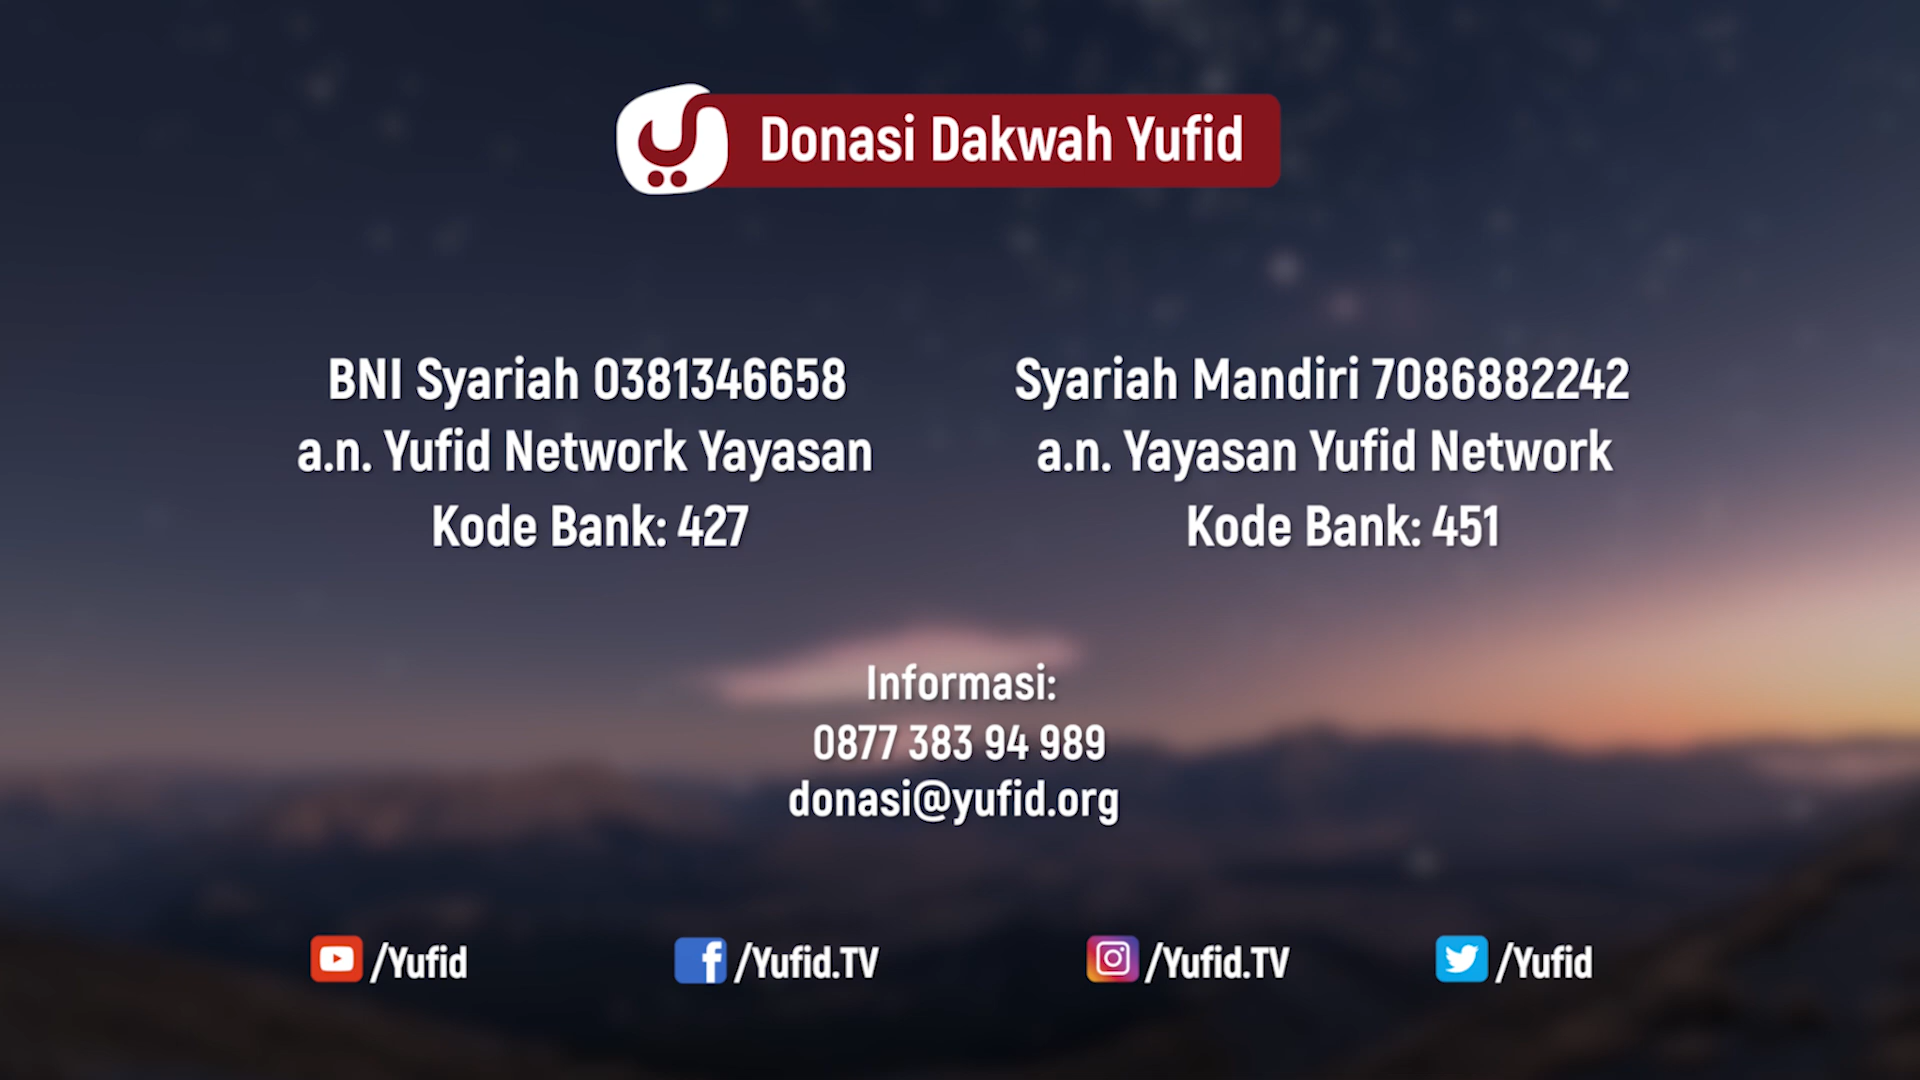 Donasi Dakwah Yufid
BNI Syariah 0381346658
a.n. Yufid Network Yayasan
Kode Bank: 427
Syariah Mandiri 7086882242
a.n. Yayasan Yufid Network
Kode Bank: 451
Informasi:
0877 383 94 989
donasi@yufid.org
/Yufid
/Yufid.TV
/Yufid.TV
/Yufid